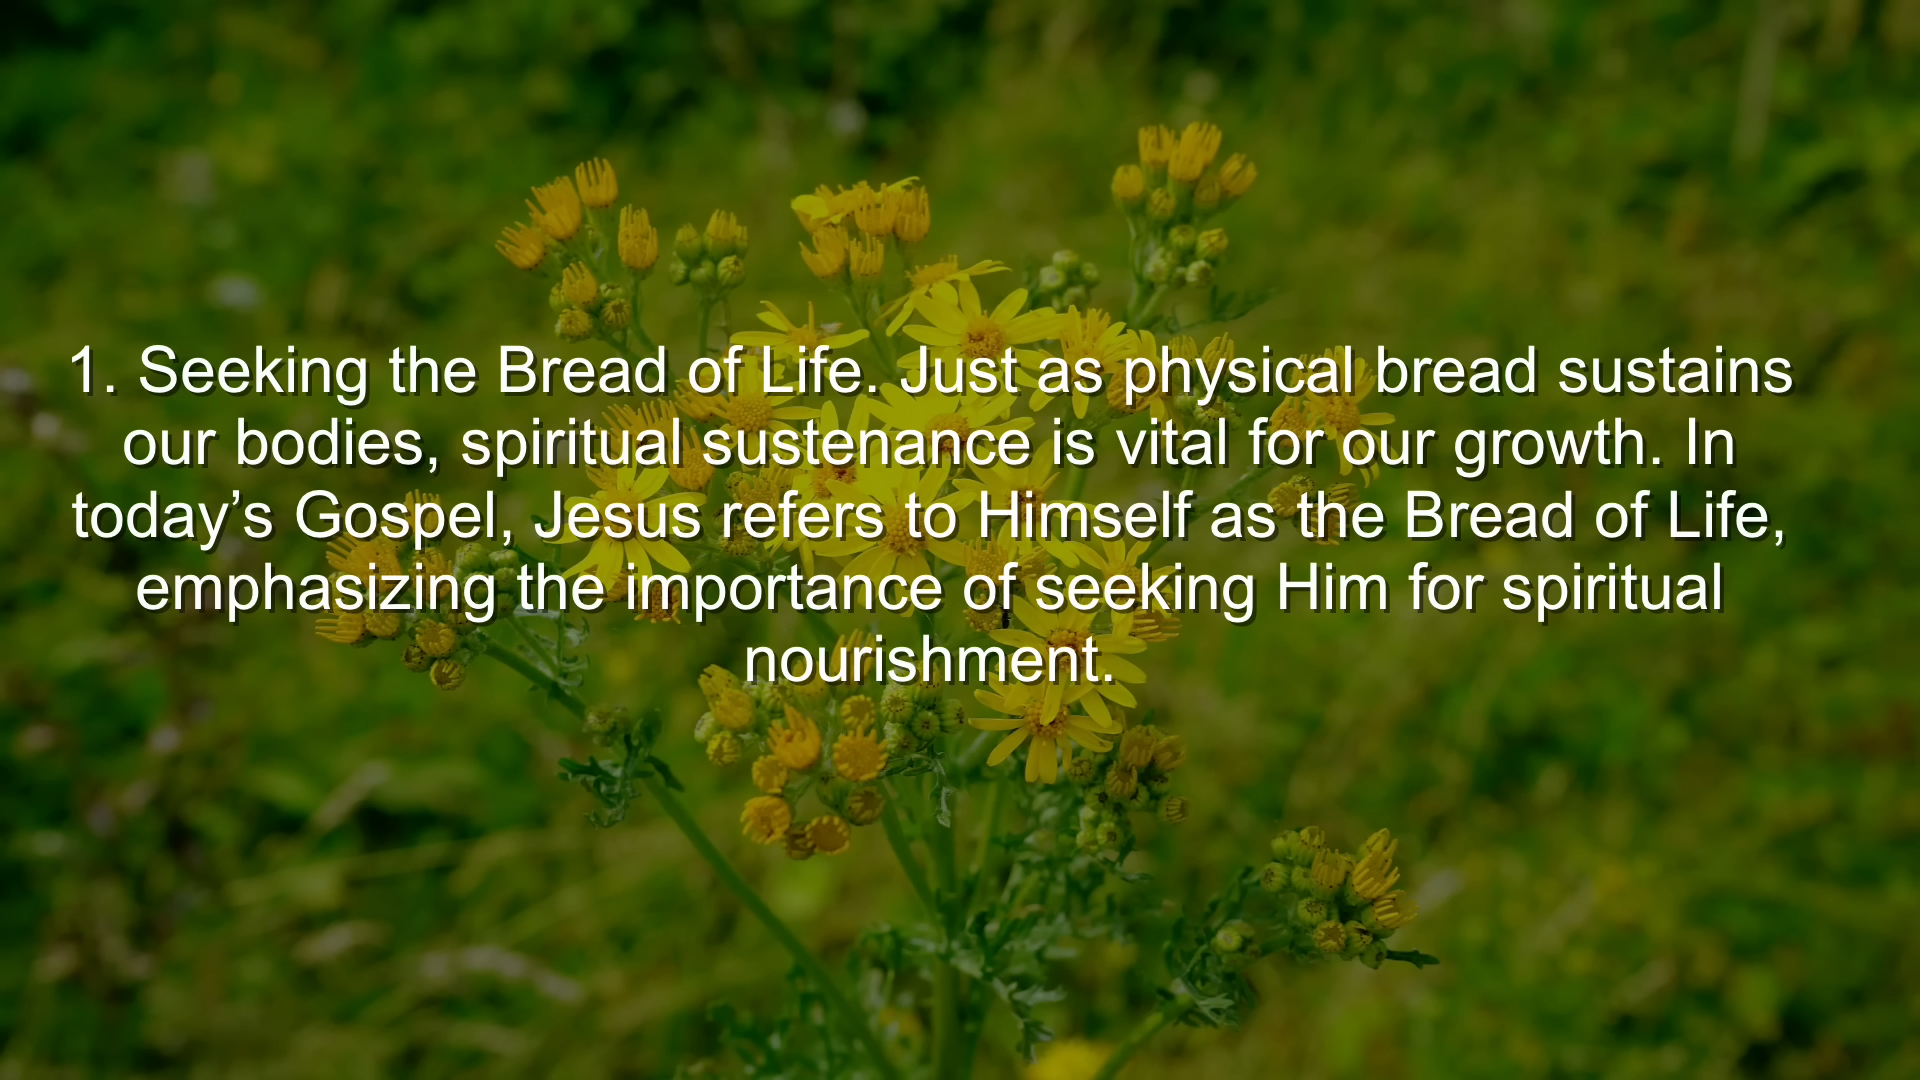 1. Seeking the Bread of Life. Just as physical bread sustains
our bodies, spiritual sustenance is vital for our growth. In
today’s Gospel, Jesus refers to Himself as the Bread of Life,
emphasizing the importance of seeking Him for spiritual
nourishment.